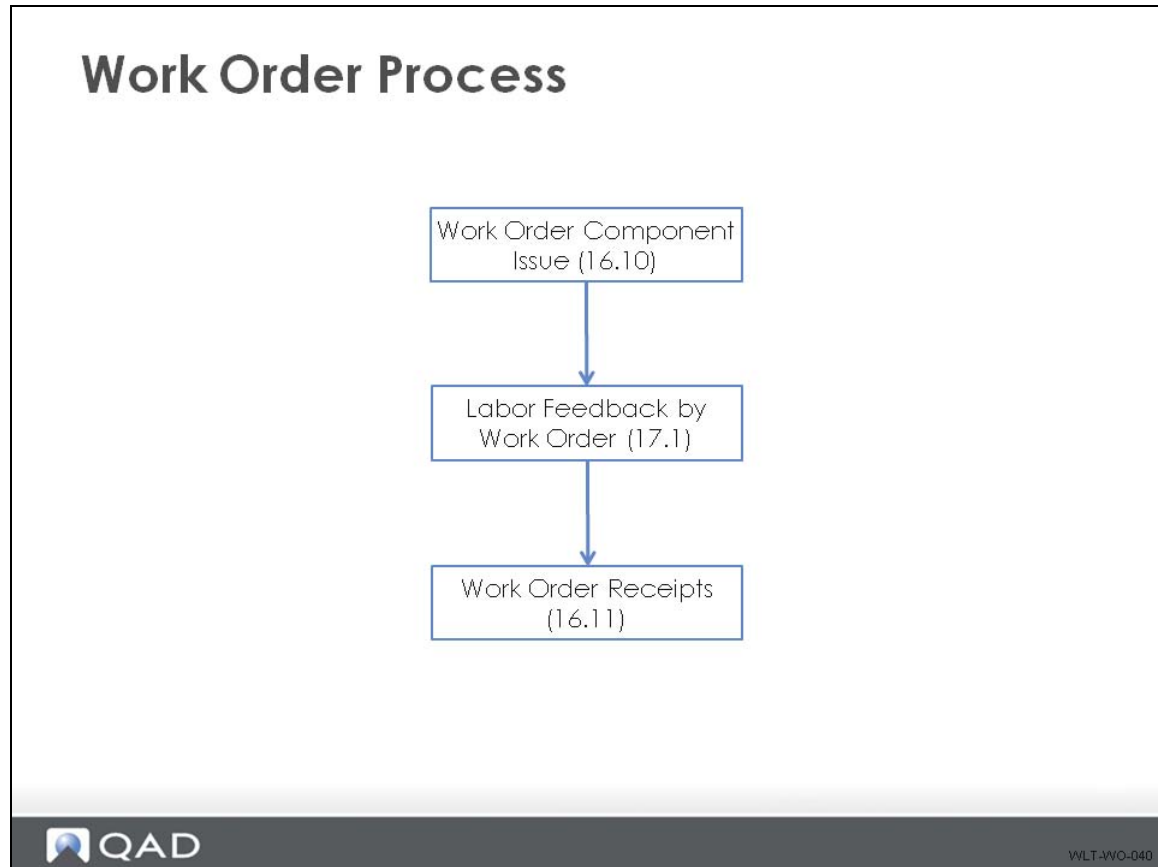 Work Order Process
Work Order Component
Issue (16.10)
Labor Feedback by
Work Order (17.1)
Work Order Receipts
(16.11)
QAD
WLT-WO-040